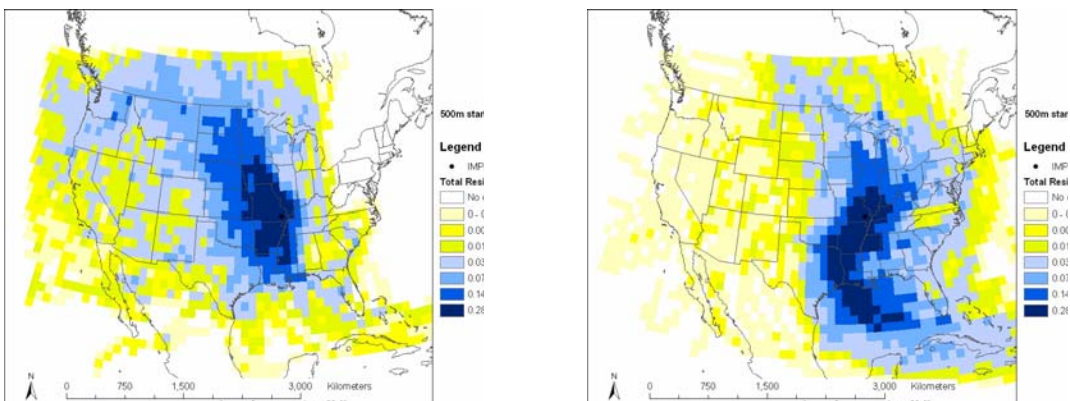 500m star
Legend
IMP
Total Resi
No
0 - 0
0.00
0.01
0.03
0.07
0.14
0.28
N
0 750 1,500 3,000 Kilometers
500m star
Legend
IMP
Total Resi
No
0 - 0
0.00
0.01
0.03
0.07
0.14
0.28
N
0 750 1,500 3,000 Kilometers